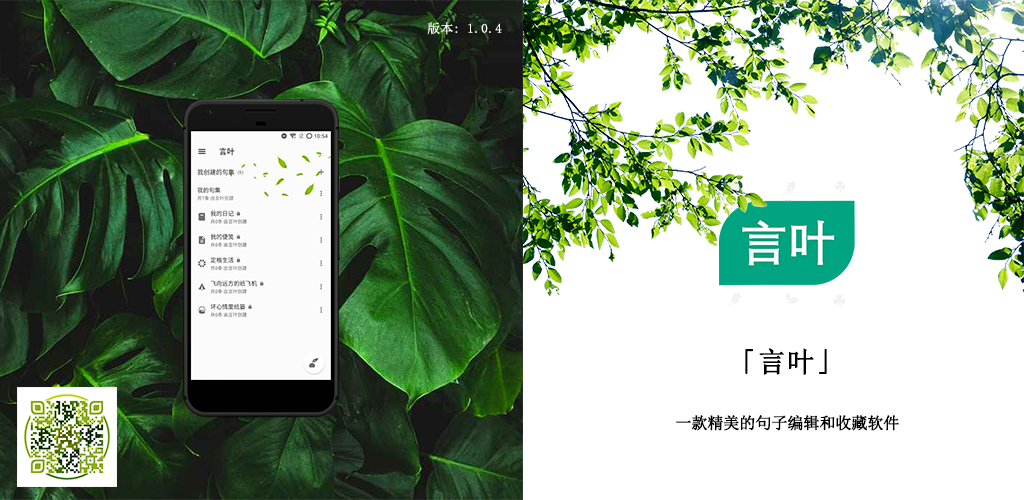 版本: 1.0.4
10:54
言叶
我创建的句集 (6)
我的句集
共1条 由言叶创建
我的日记
共0条 由言叶创建
我的便笺
共0条 由言叶创建
定格生活
共0条 由言叶创建
飞向远方的纸飞机
共0条 由言叶创建
坏心情废纸篓
共0条 由言叶创建
言叶
「言叶」
一款精美的句子编辑和收藏软件